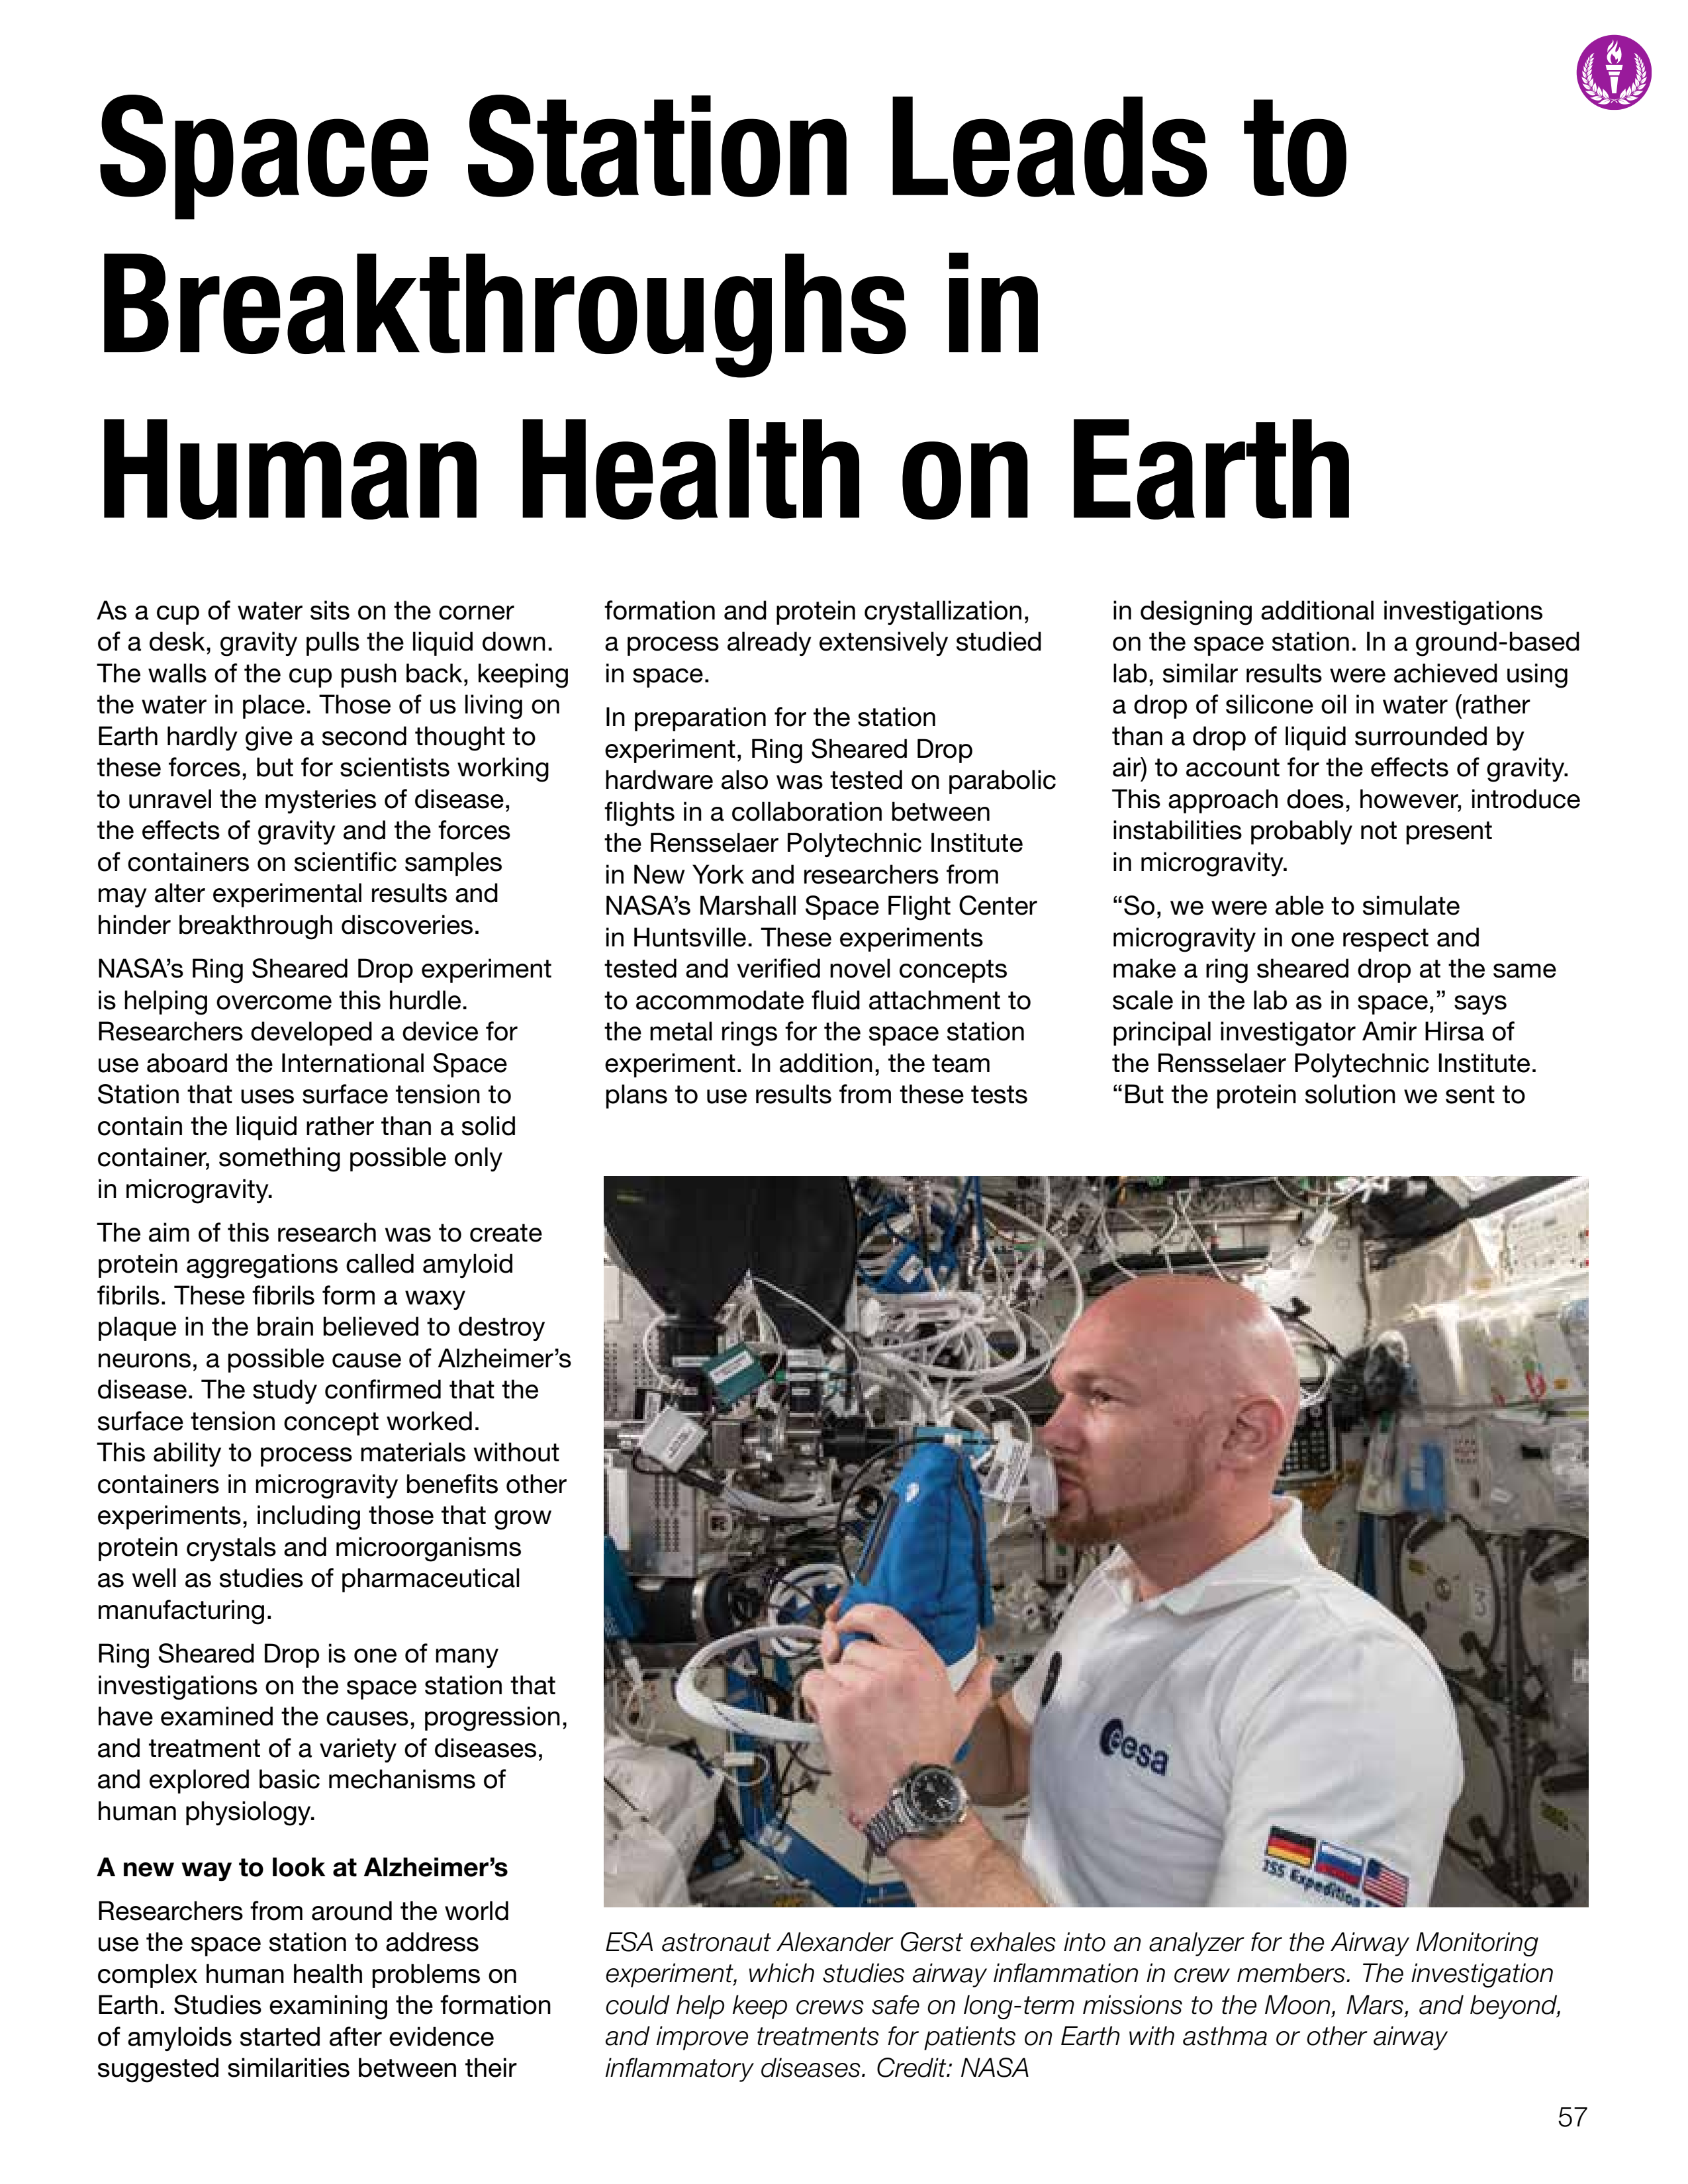 Space Station Leads to
Breakthroughs in
Human Health on Earth
As a cup of water sits on the corner
of a desk, gravity pulls the liquid down.
The walls of the cup push back, keeping
the water in place. Those of us living on
Earth hardly give a second thought to
these forces, but for scientists working
to unravel the mysteries of disease,
the effects of gravity and the forces
of containers on scientific samples
may alter experimental results and
hinder breakthrough discoveries.
NASA’s Ring Sheared Drop experiment
is helping overcome this hurdle.
Researchers developed a device for
use aboard the International Space
Station that uses surface tension to
contain the liquid rather than a solid
container, something possible only
in microgravity.
The aim of this research was to create
protein aggregations called amyloid
fibrils. These fibrils form a waxy
plaque in the brain believed to destroy
neurons, a possible cause of Alzheimer’s
disease. The study confirmed that the
surface tension concept worked.
This ability to process materials without
containers in microgravity benefits other
experiments, including those that grow
protein crystals and microorganisms
as well as studies of pharmaceutical
manufacturing.
Ring Sheared Drop is one of many
investigations on the space station that
have examined the causes, progression,
and treatment of a variety of diseases,
and explored basic mechanisms of
human physiology.
A new way to look at Alzheimer’s
Researchers from around the world
use the space station to address
complex human health problems on
Earth. Studies examining the formation
of amyloids started after evidence
suggested similarities between their
formation and protein crystallization,
a process already extensively studied
in space.
In preparation for the station
experiment, Ring Sheared Drop
hardware also was tested on parabolic
flights in a collaboration between
the Rensselaer Polytechnic Institute
in New York and researchers from
NASA’s Marshall Space Flight Center
in Huntsville. These experiments
tested and verified novel concepts
to accommodate fluid attachment to
the metal rings for the space station
experiment. In addition, the team
plans to use results from these tests
in designing additional investigations
on the space station. In a ground-based
lab, similar results were achieved using
a drop of silicone oil in water (rather
than a drop of liquid surrounded by
air) to account for the effects of gravity.
This approach does, however, introduce
instabilities probably not present
in microgravity.
“So, we were able to simulate
microgravity in one respect and
make a ring sheared drop at the same
scale in the lab as in space,” says
principal investigator Amir Hirsa of
the Rensselaer Polytechnic Institute.
“But the protein solution we sent to
esa
ISS Expedition
ESA astronaut Alexander Gerst exhales into an analyzer for the Airway Monitoring
experiment, which studies airway inflammation in crew members. The investigation
could help keep crews safe on long-term missions to the Moon, Mars, and beyond,
and improve treatments for patients on Earth with asthma or other airway
inflammatory diseases. Credit: NASA
57